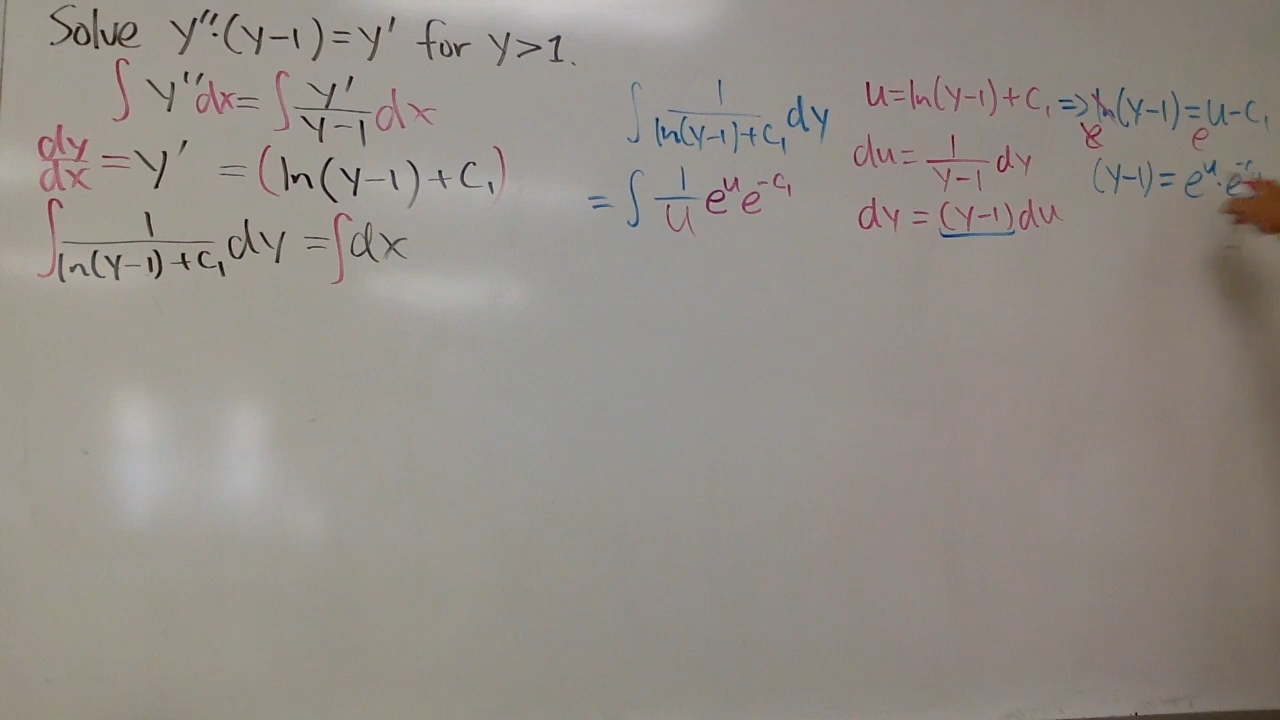 Solve y''·(y-1)=y' for y>1.
∫ y''dx = ∫ y'/(y-1) dx
dy/dx = y' = (ln(y-1)+C₁)
∫ 1/(ln(y-1)+C₁) dy = ∫dx
∫ 1/(ln(y-1)+C₁) dy
= ∫ 1/u e^u e^(-C₁)
u=ln(y-1)+C₁ ⇒ ln(y-1)=u-C₁
e e
du = 1/(y-1) dy
(y-1) = e^u·e^-C
dy = (y-1)du